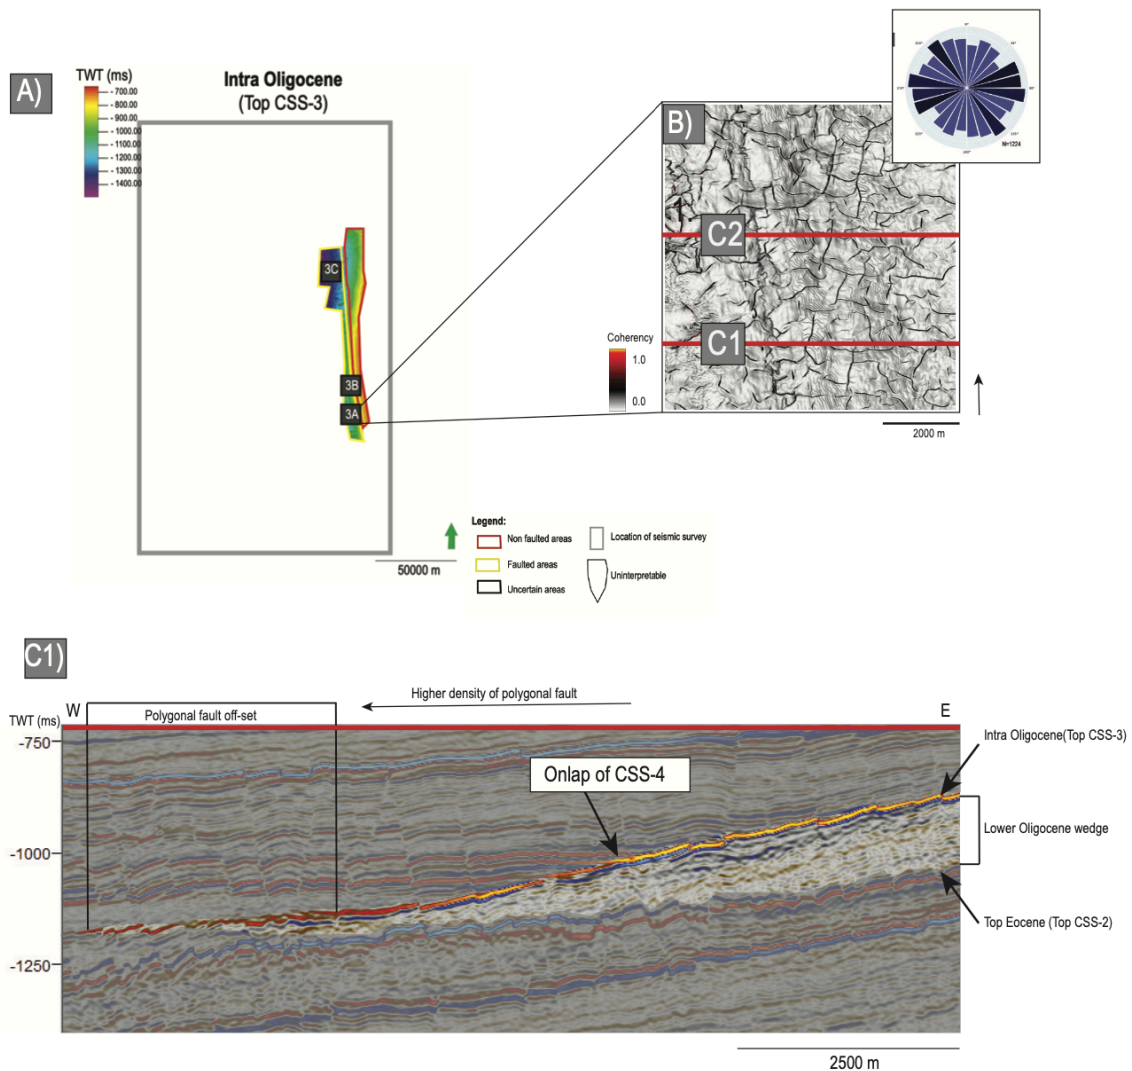 A)
TWT (ms)
- 700.00
- 800.00
- 900.00
- 1000.00
- 1100.00
- 1200.00
- 1300.00
- 1400.00
Intra Oligocene
(Top CSS-3)
3C
3B
3A
50000 m
B)
0°
N=1224
C2
C1
Coherency
1.0
0.0
2000 m
Legend:
Non faulted areas
Faulted areas
Uncertain areas
Location of seismic survey
Uninterpretable
C1)
W
E
TWT (ms)
Polygonal fault off-set
Higher density of polygonal fault
-750
-1000
-1250
Onlap of CSS-4
Intra Oligocene(Top CSS-3)
Lower Oligocene wedge
Top Eocene (Top CSS-2)
2500 m